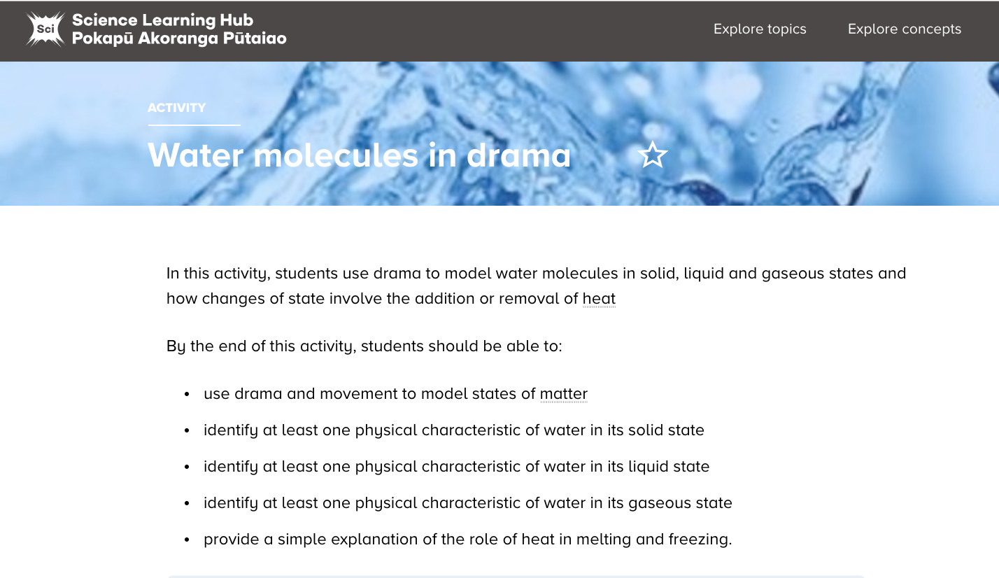 Sci
Science Learning Hub
Pokapū Akoranga Pūtaiao
Explore topics
Explore concepts
ACTIVITY
Water molecules in drama
In this activity, students use drama to model water molecules in solid, liquid and gaseous states and
how changes of state involve the addition or removal of heat
By the end of this activity, students should be able to:
• use drama and movement to model states of matter
• identify at least one physical characteristic of water in its solid state
• identify at least one physical characteristic of water in its liquid state
• identify at least one physical characteristic of water in its gaseous state
• provide a simple explanation of the role of heat in melting and freezing.